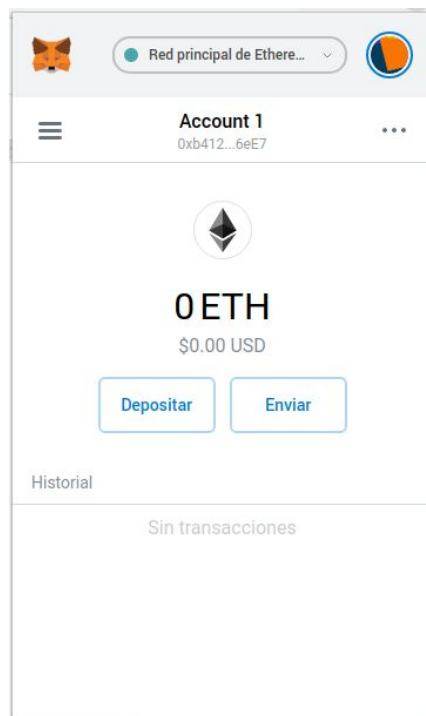 Red principal de Ethere...
Account 1
0xb412...6eE7
0 ETH
$0.00 USD
Depositar
Enviar
Historial
Sin transacciones